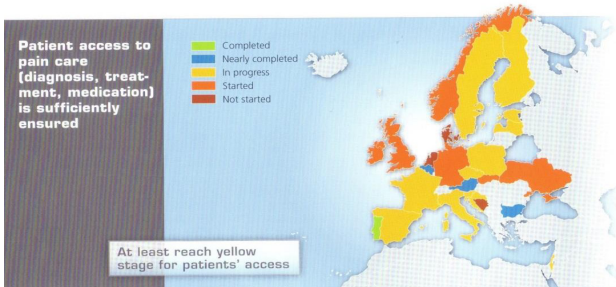 Patient access to
pain care
(diagnosis, treat-
ment, medication)
is sufficiently
ensured
Completed
Nearly completed
In progress
Started
Not started
At least reach yellow
stage for patients' access